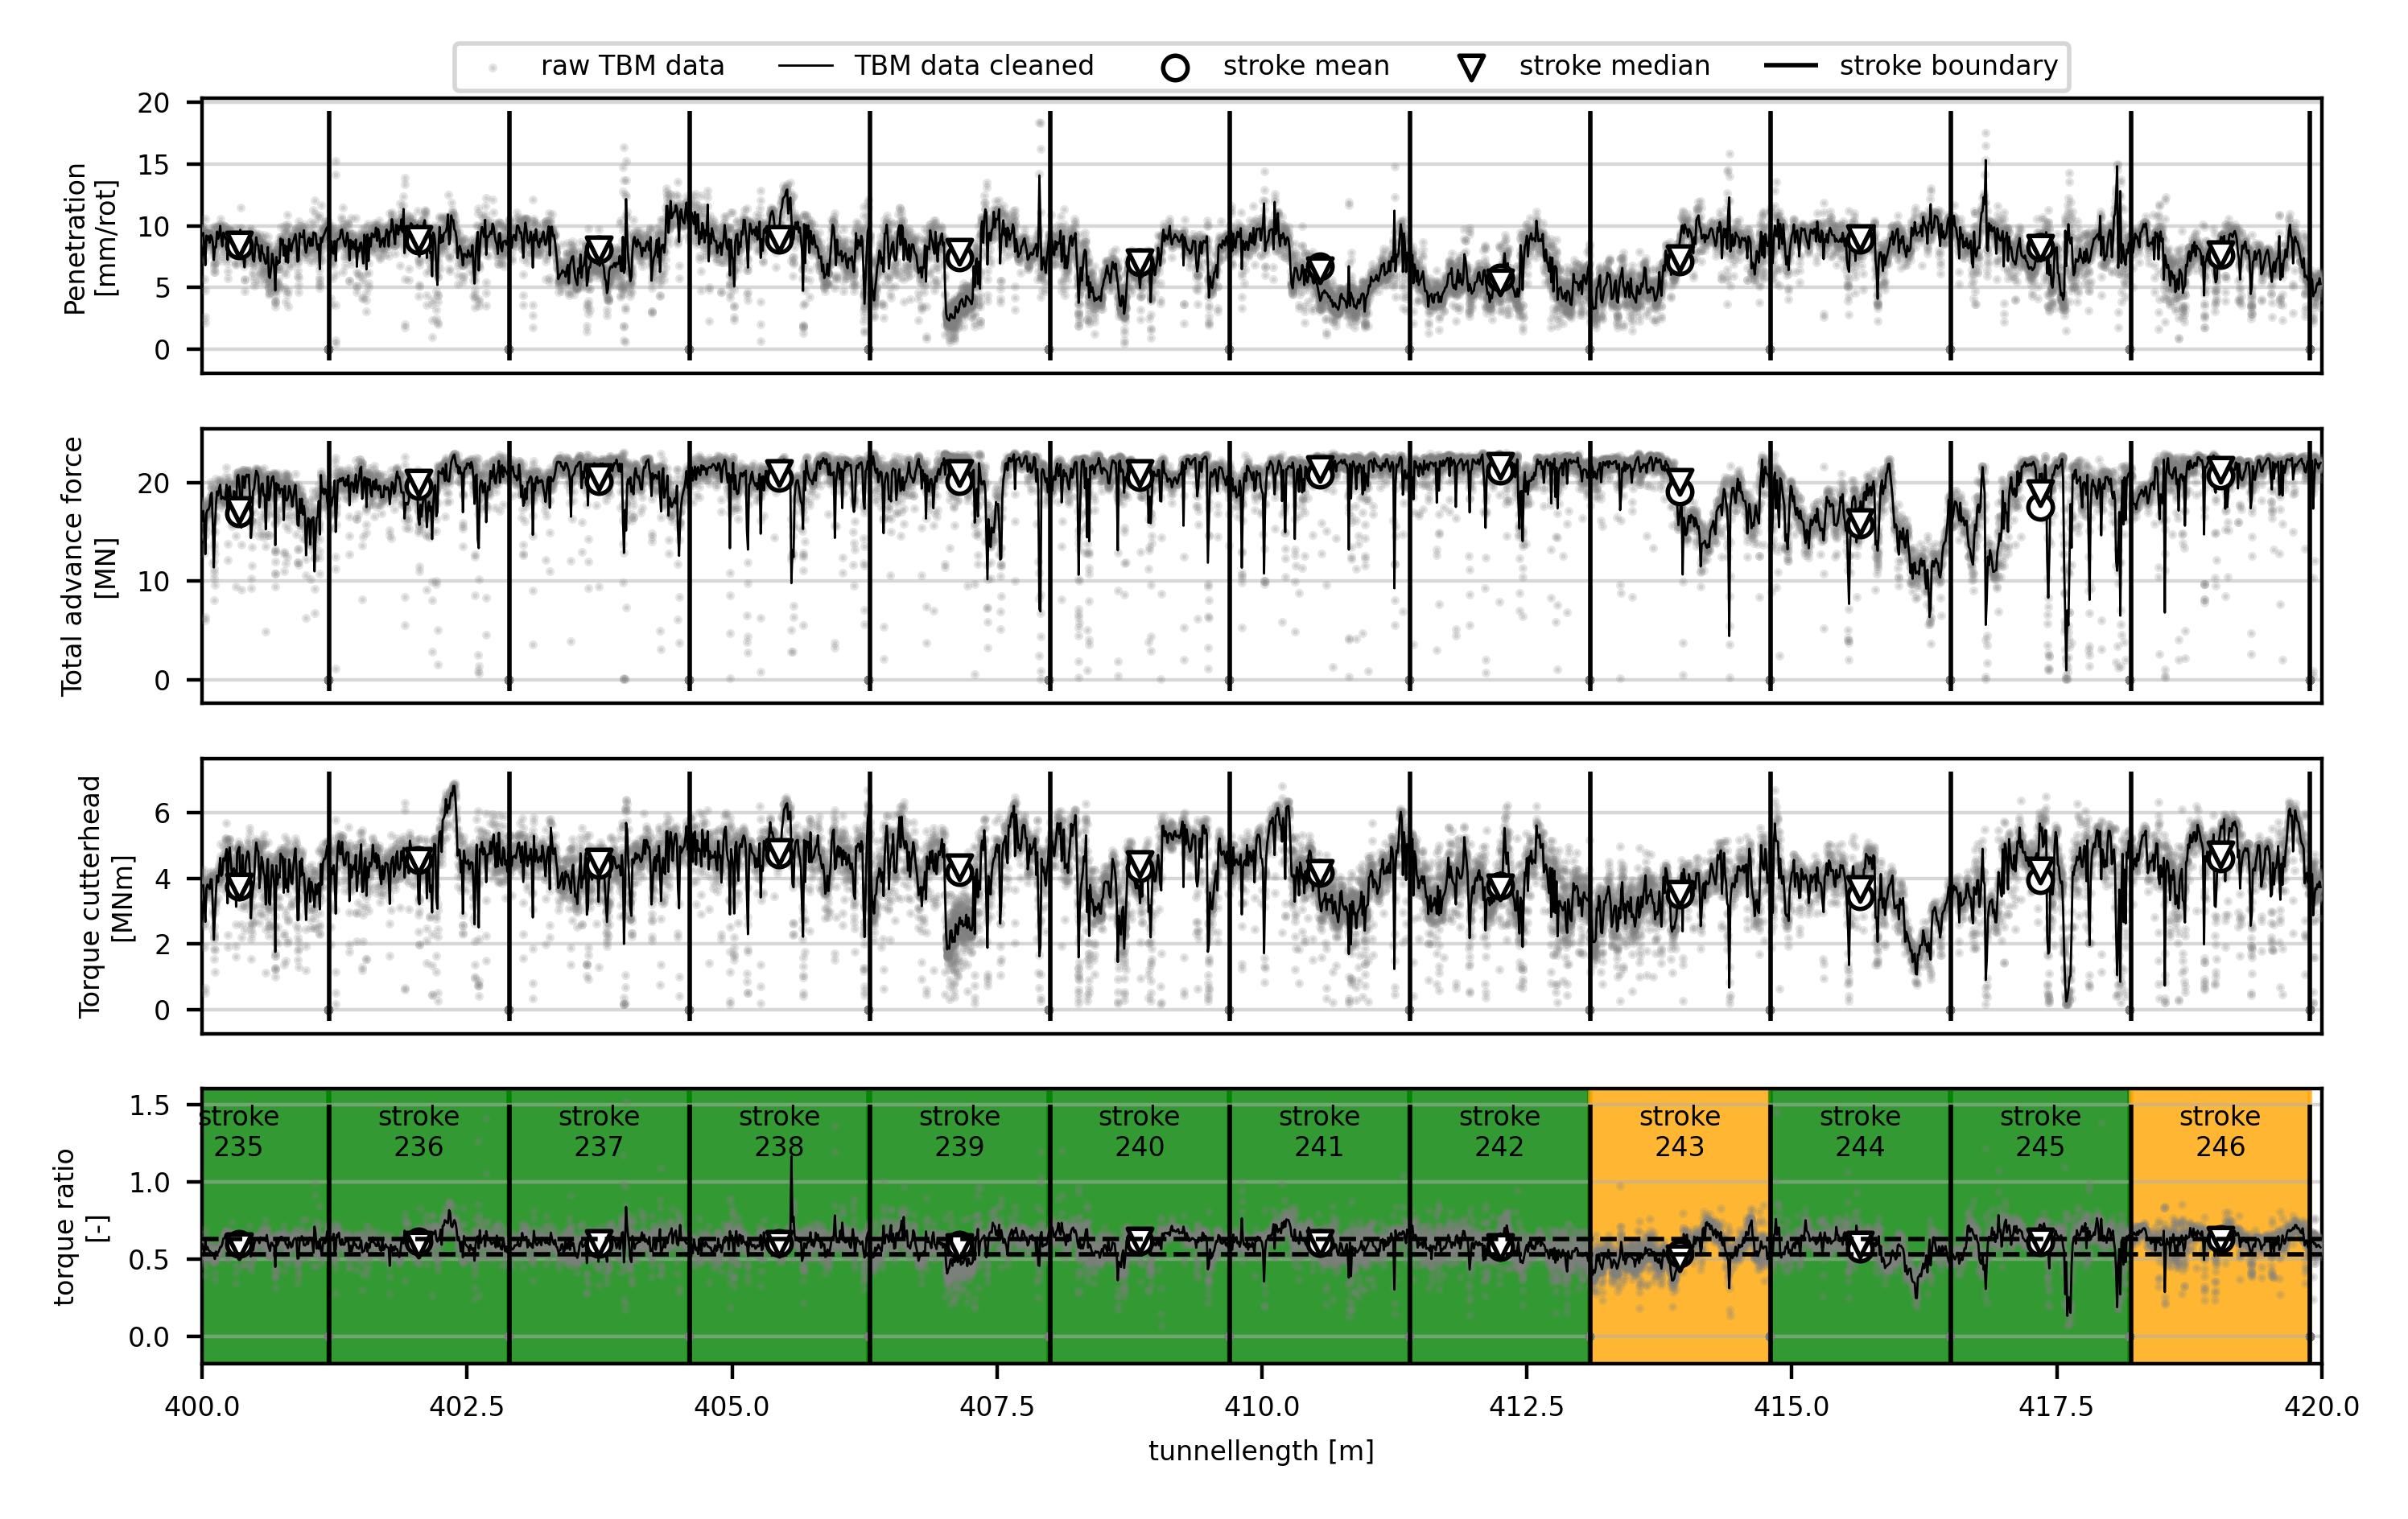 raw TBM data   TBM data cleaned   stroke mean   stroke median   stroke boundary
20
15
10
5
0
Penetration
[mm/rot]
20
10
0
Total advance force
[MN]
6
4
2
0
Torque cutterhead
[MNm]
1.5
1.0
0.5
0.0
torque ratio
[-]
stroke
235
stroke
236
stroke
237
stroke
238
stroke
239
stroke
240
stroke
241
stroke
242
stroke
243
stroke
244
stroke
245
stroke
246
400.0 402.5 405.0 407.5 410.0 412.5 415.0 417.5 420.0
tunnellength [m]